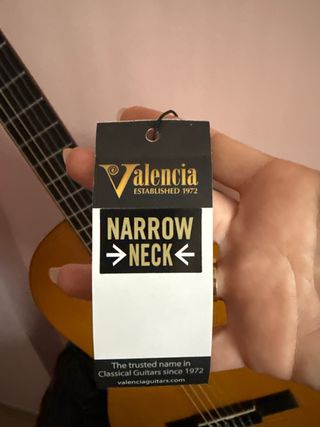 Valencia
ESTABLISHED 1972
NARROW
NECK
The trusted name in
Classical Guitars since 1972
valenciaguitars.com